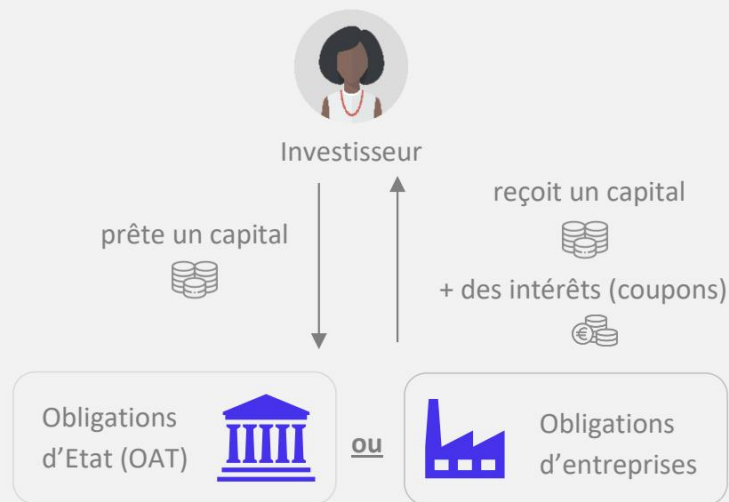 Investisseur
prête un capital
reçoit un capital
+ des intérêts (coupons)
€
Obligations
d’Etat (OAT)
ou
Obligations
d’entreprises